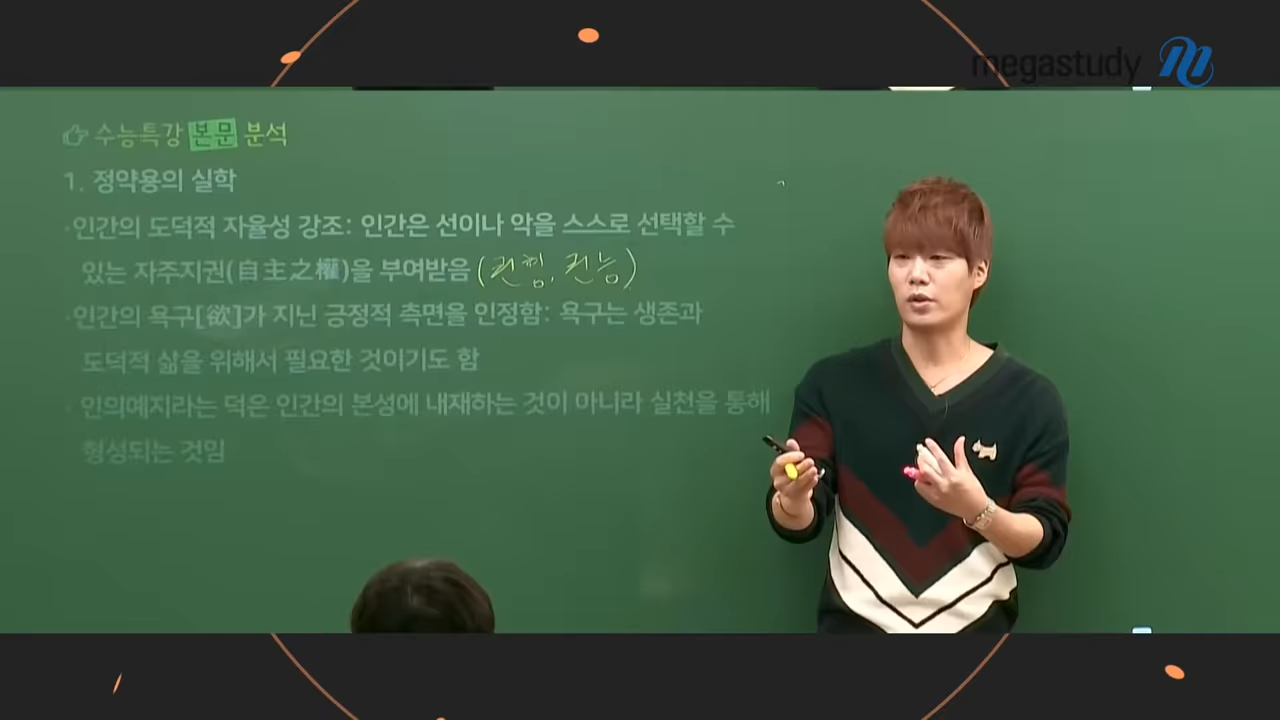 megastudy
수능특강 본문 분석
1. 정약용의 실학
·인간의 도덕적 자율성 강조: 인간은 선이나 악을 스스로 선택할 수
있는 자주지권(自主之權)을 부여받음 (권형, 권능)
·인간의 욕구[欲]가 지닌 긍정적 측면을 인정함: 욕구는 생존과
도덕적 삶을 위해서 필요한 것이기도 함
· 인의예지라는 덕은 인간의 본성에 내재하는 것이 아니라 실천을 통해
형성되는 것임